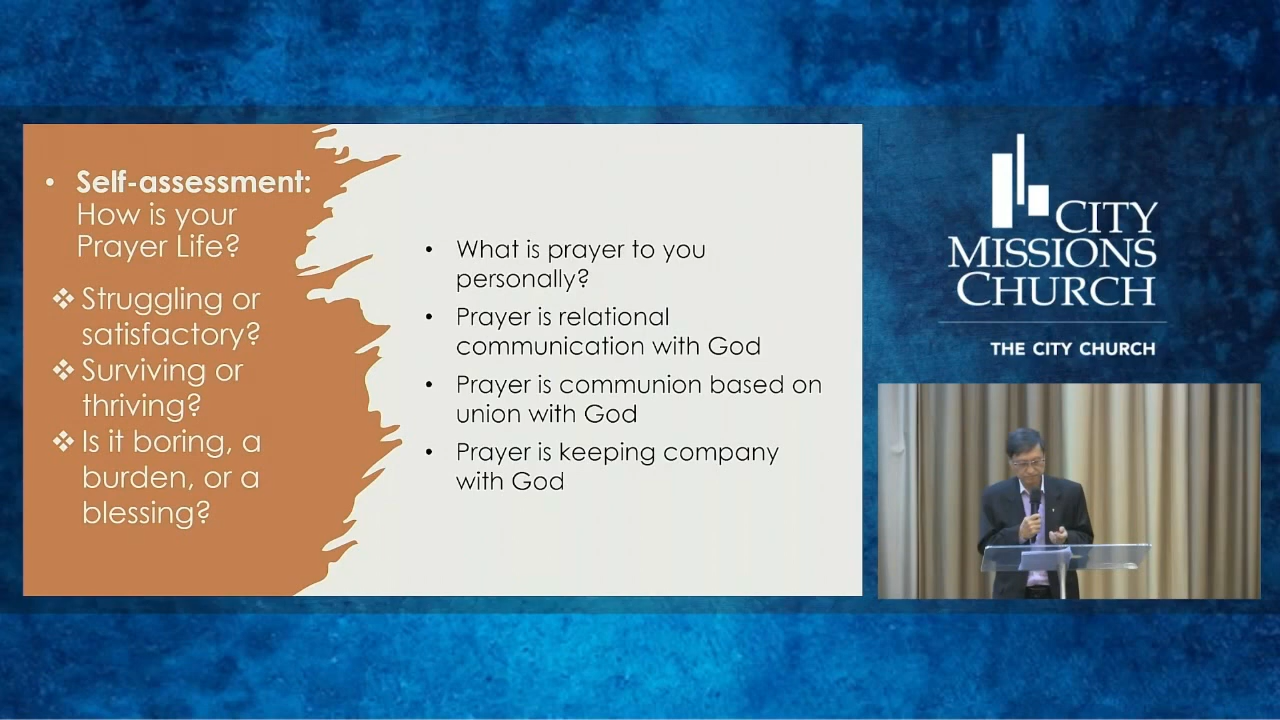 • Self-assessment:
How is your
Prayer Life?
❖ Struggling or
satisfactory?
❖ Surviving or
thriving?
❖ Is it boring, a
burden, or a
blessing?
• What is prayer to you
personally?
• Prayer is relational
communication with God
• Prayer is communion based on
union with God
• Prayer is keeping company
with God
CITY
MISSIONS
CHURCH
THE CITY CHURCH